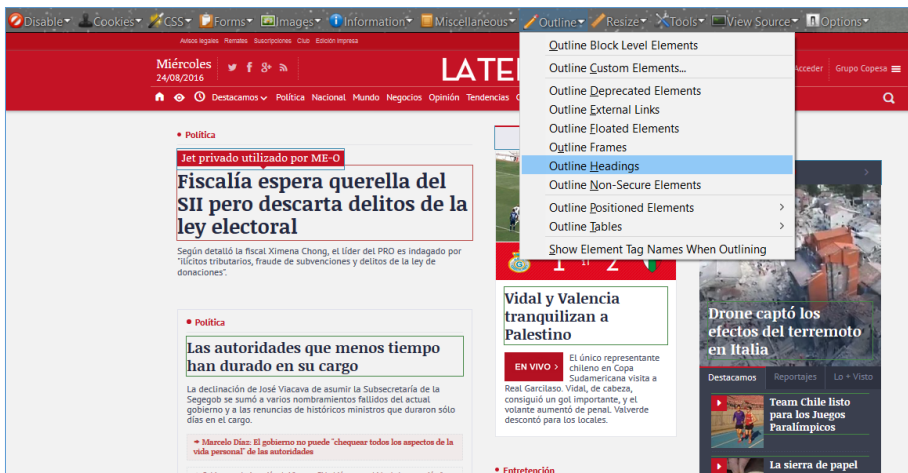 Disable Cookies CSS Forms Images Information Miscellaneous Outline Resize Tools View Source Options
Avisos legales Remates Suscripciones Club Edición impresa
Miércoles
24/08/2016
LATE
Acceder Grupo Copesa
Destacamos Política Nacional Mundo Negocios Opinión Tendencias
Outline Block Level Elements
Outline Custom Elements...
Outline Deprecated Elements
Outline External Links
Outline Floated Elements
Outline Frames
Outline Headings
Outline Non-Secure Elements
Outline Positioned Elements
Outline Tables
Show Element Tag Names When Outlining
• Política
Jet privado utilizado por ME-O
Fiscalía espera querella del
SII pero descarta delitos de la
ley electoral
Según detalló la fiscal Ximena Chong, el líder del PRO es indagado por
"ilícitos tributarios, fraude de subvenciones y delitos de la ley de
donaciones".
• Política
Las autoridades que menos tiempo
han durado en su cargo
La declinación de José Viacava de asumir la Subsecretaría de la
Segegob se sumó a varios nombramientos fallidos del actual
gobierno y a las renuncias de históricos ministros que duraron sólo
días en el cargo.
Marcelo Díaz: El gobierno no puede "chequear todos los aspectos de la
vida personal" de las autoridades
1 2
Vidal y Valencia
tranquilizan a
Palestino
EN VIVO >
El único representante
chileno en Copa
Sudamericana visita a
Real Garcilaso. Vidal, de cabeza,
consiguió un gol importante, y el
volante aumentó de penal. Valverde
descontó para los locales.
• Entretención
Drone captó los
efectos del terremoto
en Italia
Destacamos Reportajes Lo + Visto
Team Chile listo
para los Juegos
Paralímpicos
La sierra de papel